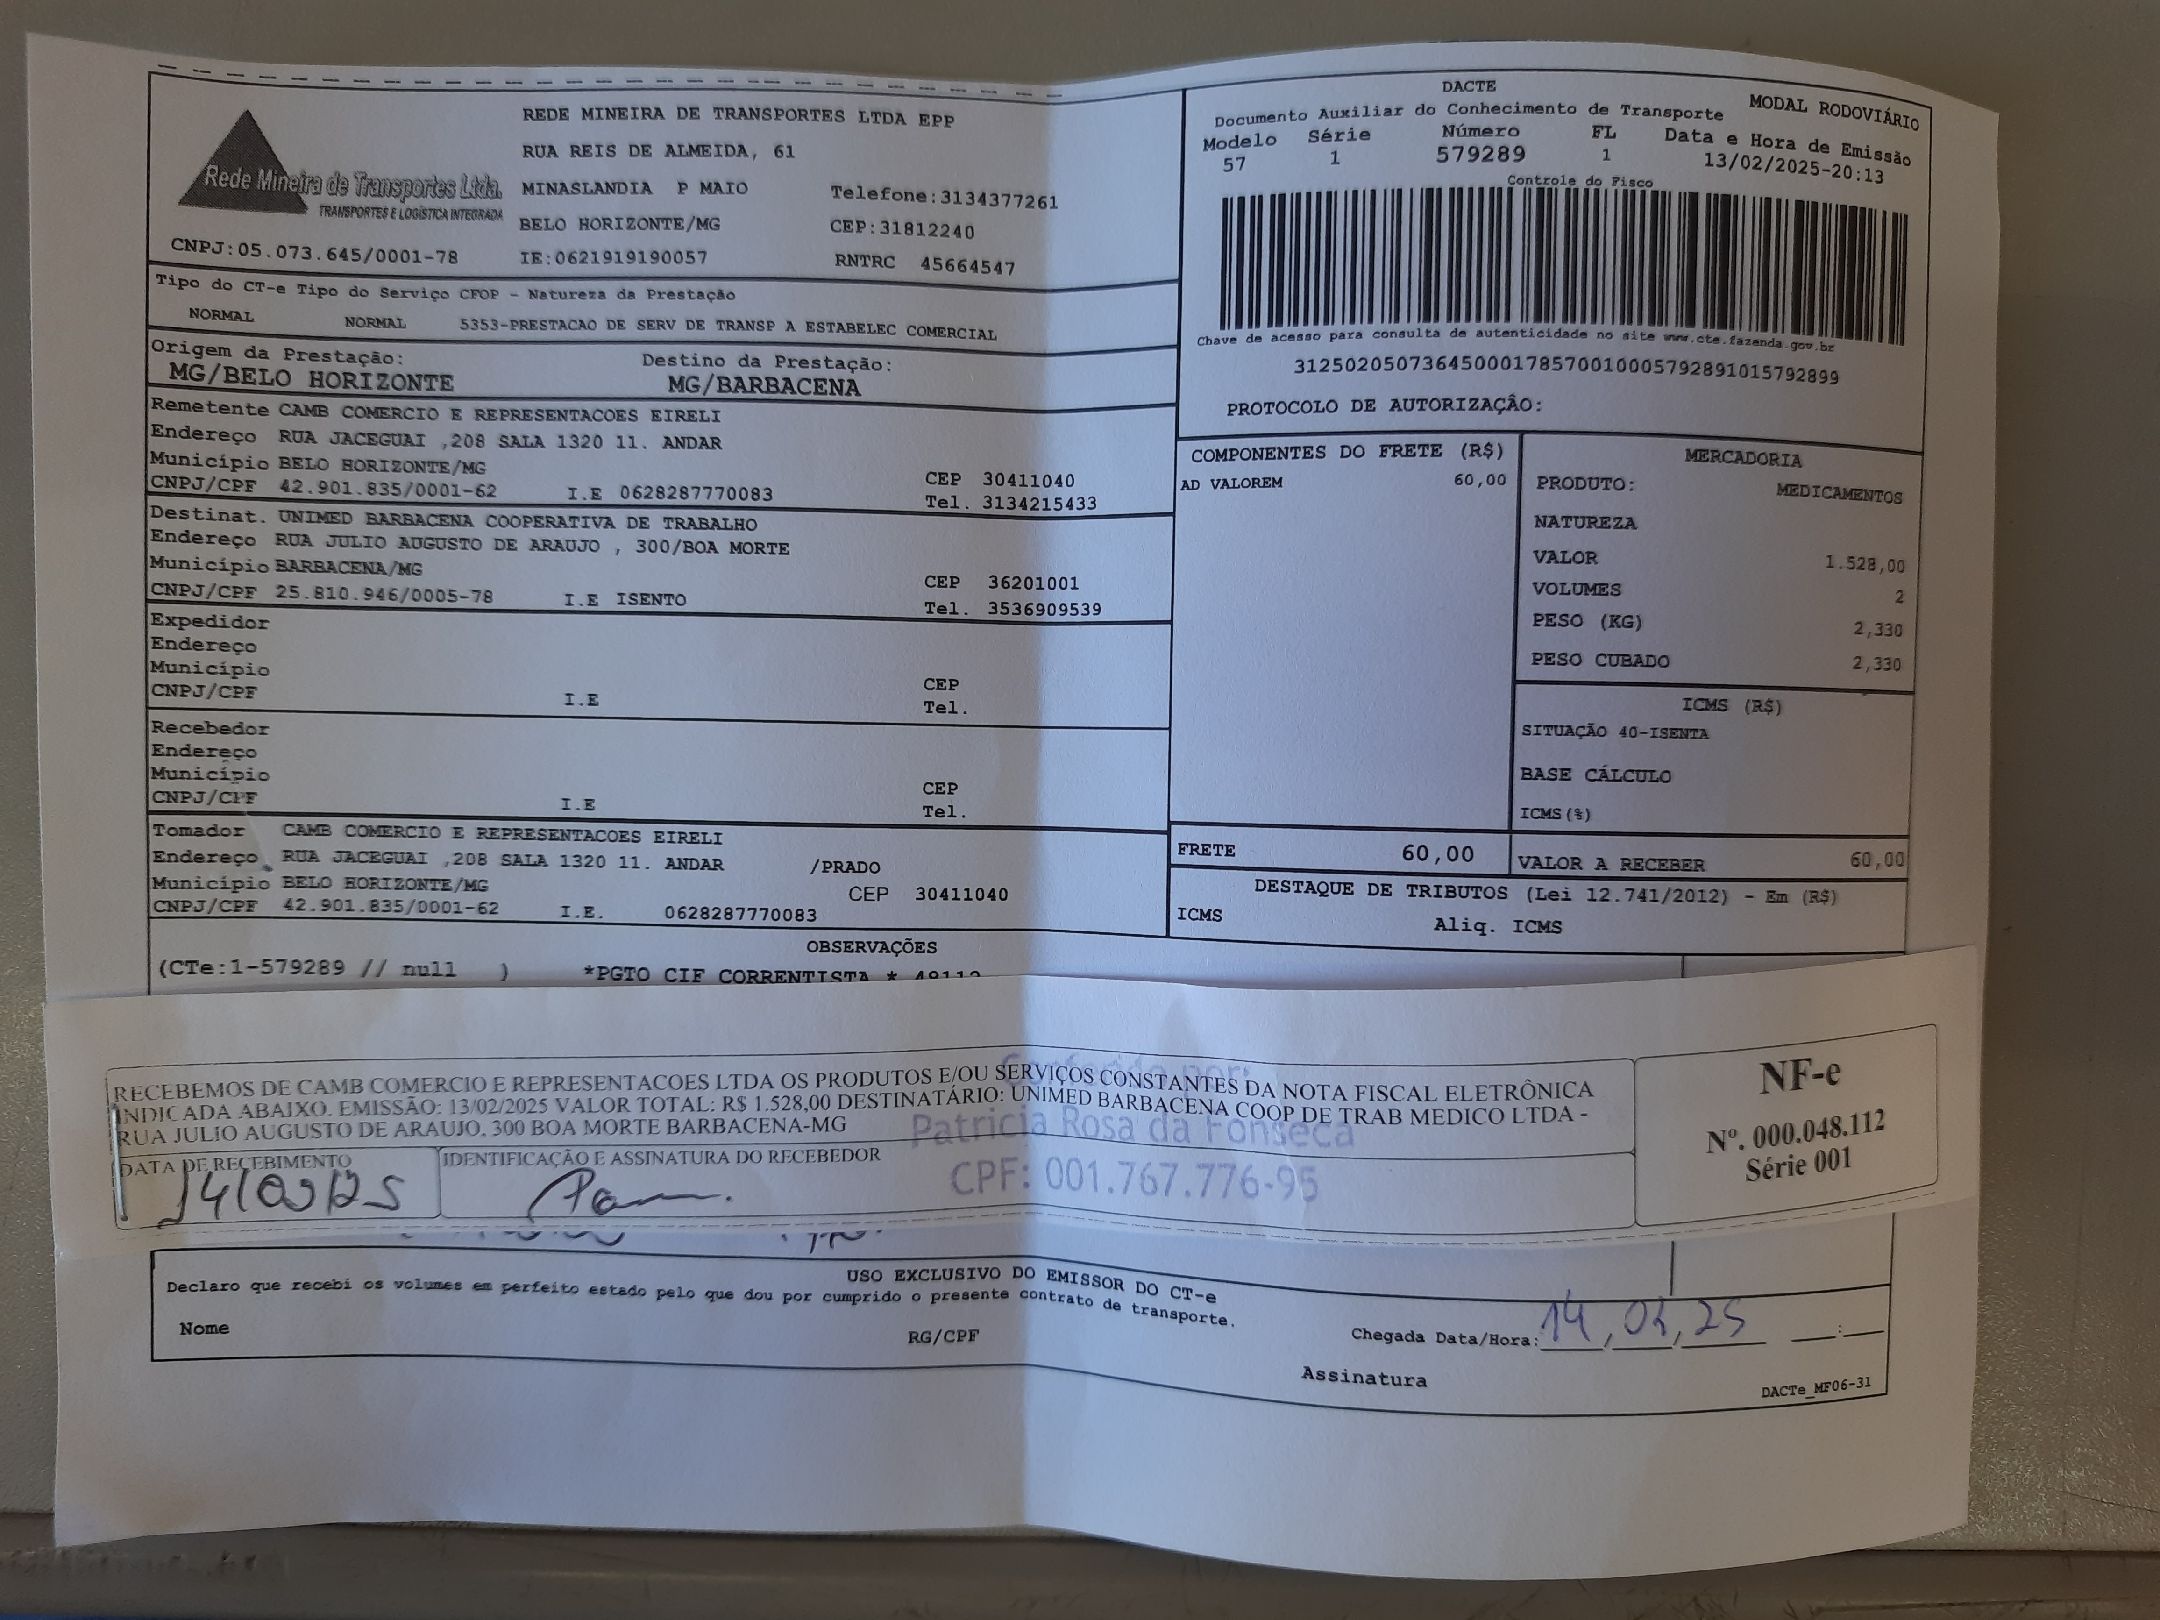 REDE MINEIRA DE TRANSPORTES LTDA EPP
RUA REIS DE ALMEIDA, 61
Rede Mineira de Transportes Ltda.
TRANSPORTES E LOGÍSTICA INTEGRADA
MINASLANDIA P MAIO Telefone:3134377261
BELO HORIZONTE/MG CEP:31812240
CNPJ:05.073.645/0001-78 IE:0621919190057 RNTRC 45664547
DACTE
Documento Auxiliar do Conhecimento de Transporte MODAL RODOVIÁRIO
Modelo Série Número FL Data e Hora de Emissão
57 1 579289 1 13/02/2025-20:13
Controle do Fisco
Chave de acesso para consulta de autenticidade no site www.cte.fazenda.gov.br
31250205073645000178570010005792891015792899
PROTOCOLO DE AUTORIZAÇÂO:
Tipo do CT-e Tipo do Serviço CFOP - Natureza da Prestação
NORMAL NORMAL 5353-PRESTACAO DE SERV DE TRANSP A ESTABELEC COMERCIAL
Origem da Prestação: Destino da Prestação:
MG/BELO HORIZONTE MG/BARBACENA
Remetente CAMB COMERCIO E REPRESENTACOES EIRELI
Endereço RUA JACEGUAI ,208 SALA 1320 11. ANDAR
Município BELO HORIZONTE/MG CEP 30411040
CNPJ/CPF 42.901.835/0001-62 I.E 0628287770083 Tel. 3134215433
Destinat. UNIMED BARBACENA COOPERATIVA DE TRABALHO
Endereço RUA JULIO AUGUSTO DE ARAUJO , 300/BOA MORTE
Município BARBACENA/MG CEP 36201001
CNPJ/CPF 25.810.946/0005-78 I.E ISENTO Tel. 3536909539
Expedidor
Endereço
Município CEP
CNPJ/CPF I.E Tel.
Recebedor
Endereço
Município CEP
CNPJ/CPF I.E Tel.
Tomador CAMB COMERCIO E REPRESENTACOES EIRELI
Endereço RUA JACEGUAI ,208 SALA 1320 11. ANDAR /PRADO
Município BELO HORIZONTE/MG CEP 30411040
CNPJ/CPF 42.901.835/0001-62 I.E. 0628287770083
COMPONENTES DO FRETE (R$)
AD VALOREM 60,00
MERCADORIA
PRODUTO: MEDICAMENTOS
NATUREZA
VALOR 1.528,00
VOLUMES 2
PESO (KG) 2,330
PESO CUBADO 2,330
ICMS (R$)
SITUAÇÃO 40-ISENTA
BASE CÁLCULO
ICMS(%)
FRETE 60,00 VALOR A RECEBER 60,00
DESTAQUE DE TRIBUTOS (Lei 12.741/2012) - Em (R$)
ICMS Aliq. ICMS
OBSERVAÇÕES
(CTe:1-579289 // null ) *PGTO CIF CORRENTISTA *
RECEBEMOS DE CAMB COMERCIO E REPRESENTACOES LTDA OS PRODUTOS E/OU SERVIÇOS CONSTANTES DA NOTA FISCAL ELETRÔNICA
INDICADA ABAIXO. EMISSÃO: 13/02/2025 VALOR TOTAL: R$ 1.528,00 DESTINATÁRIO: UNIMED BARBACENA COOP DE TRAB MEDICO LTDA -
RUA JULIO AUGUSTO DE ARAUJO, 300 BOA MORTE BARBACENA-MG
DATA DE RECEBIMENTO IDENTIFICAÇÃO E ASSINATURA DO RECEBEDOR
Conferido por:
Patricia Rosa da Fonseca
CPF: 001.767.776-95
NF-e
Nº. 000.048.112
Série 001
USO EXCLUSIVO DO EMISSOR DO CT-e
Declaro que recebi os volumes em perfeito estado pelo que dou por cumprido o presente contrato de transporte.
Nome RG/CPF Chegada Data/Hora: 14,02,25 __:__
Assinatura
DACTe_MF06-31